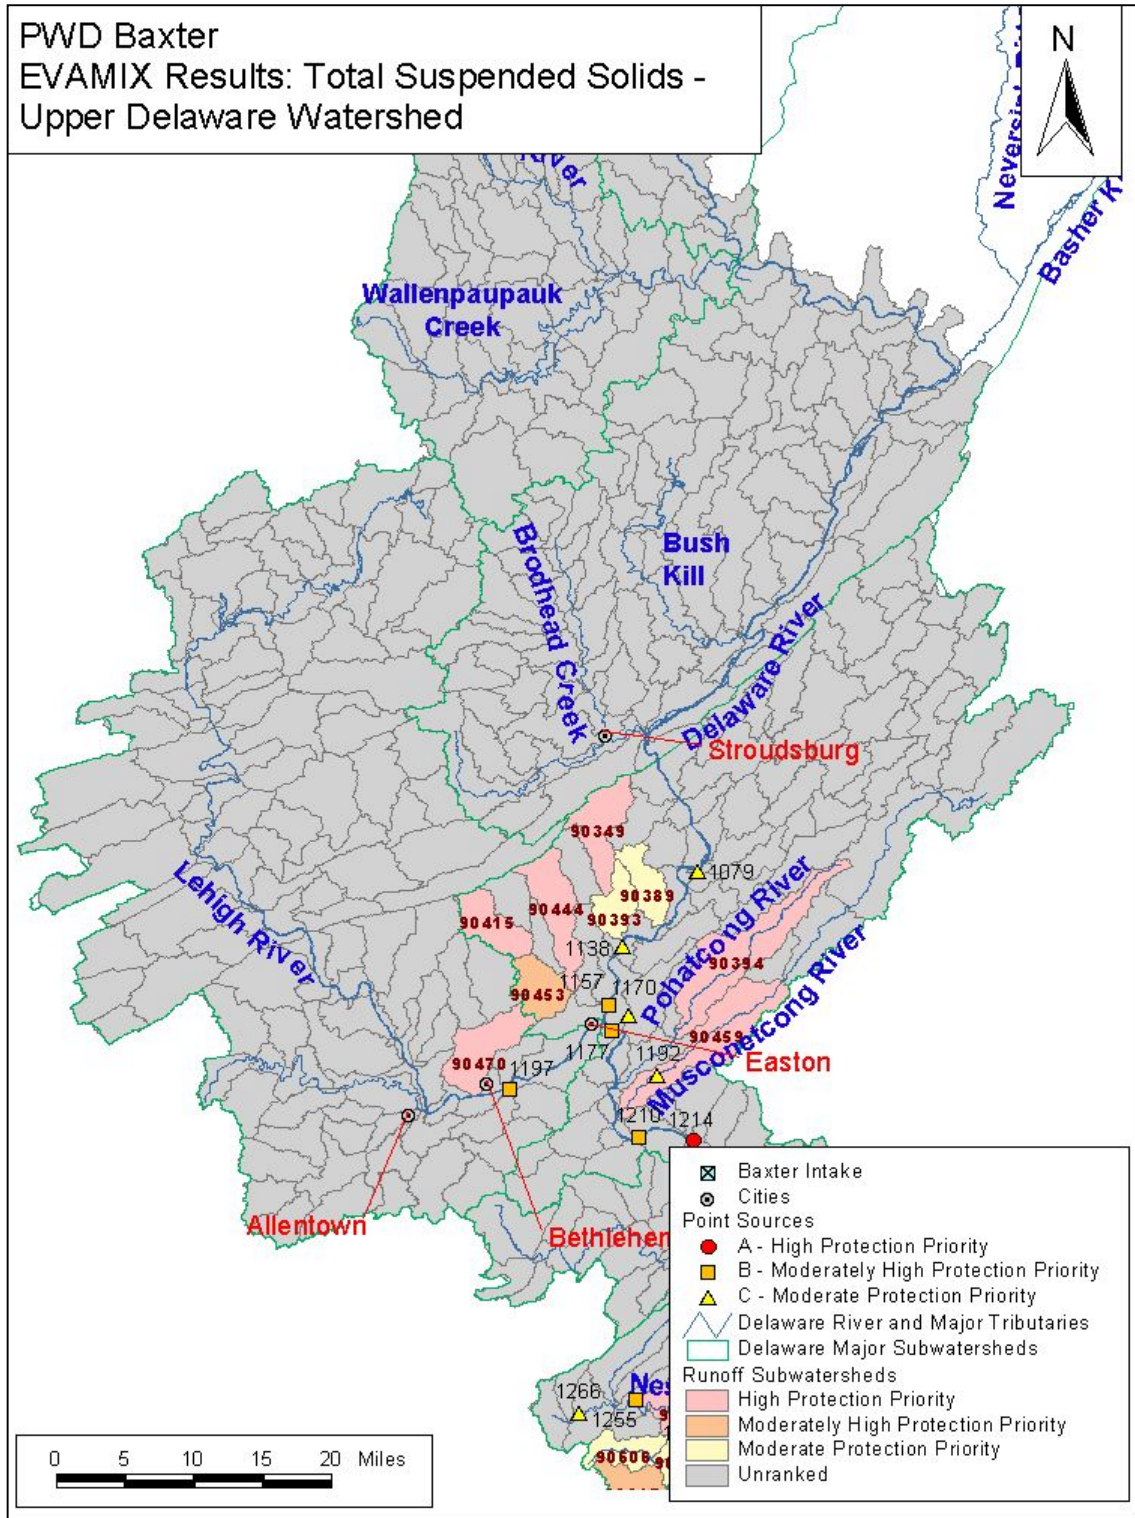 PWD Baxter
EVAMIX Results: Total Suspended Solids -
Upper Delaware Watershed
N
River
Basher
Wallenpaupauk
Creek
Brodhead Creek
Bush
Kill
Delaware River
Stroudsburg
90349
1079
90389
90444
90393
90415
Lehigh River
1138
Pohatcong River
90394
1157
1170
90453
Musconetcong River
90459
1177
1192
Easton
90470
1197
1210
1214
Allentown
Bethlehem
Baxter Intake
Cities
Point Sources
A - High Protection Priority
B - Moderately High Protection Priority
C - Moderate Protection Priority
Delaware River and Major Tributaries
Delaware Major Subwatersheds
Runoff Subwatersheds
High Protection Priority
Moderately High Protection Priority
Moderate Protection Priority
Unranked
1266
1255
90606
0 5 10 15 20 Miles